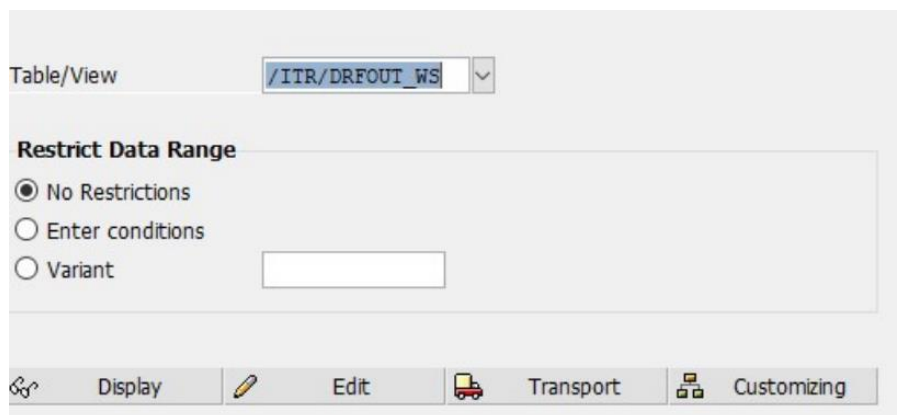 Table/View /ITR/DRFOUT_WS
Restrict Data Range
No Restrictions
Enter conditions
Variant
Display Edit Transport Customizing